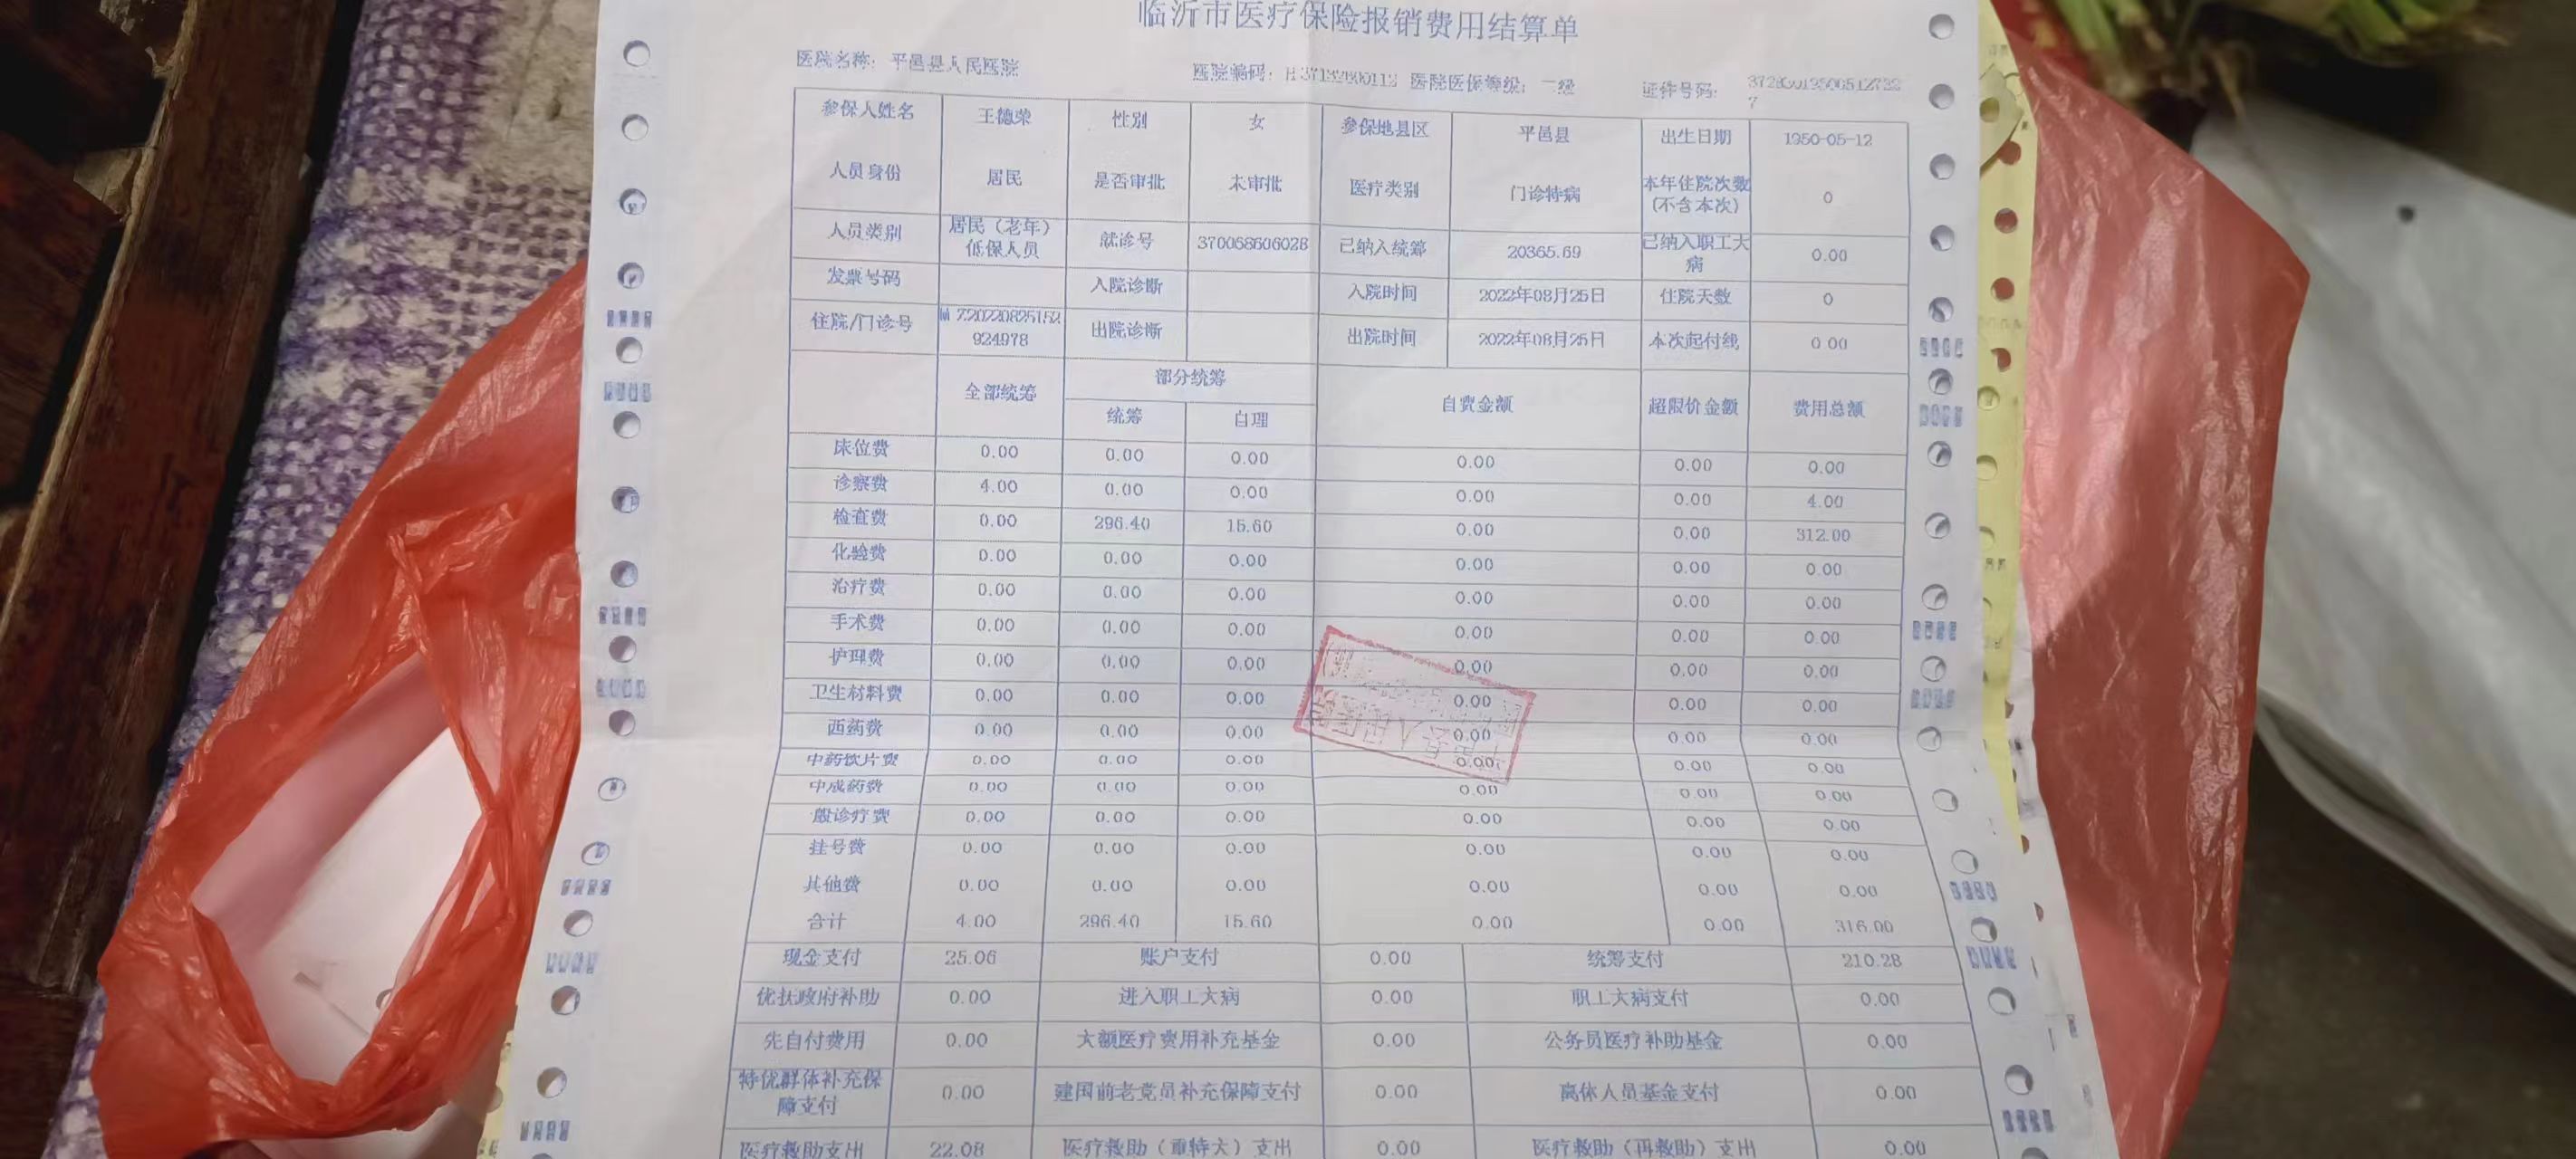 临沂市医疗保险报销费用结算单
医院名称: 平邑县人民医院 医院编码: 医院医保等级: 二级 证件号码:
参保人姓名 王德荣 性别 女 参保地县区 平邑县 出生日期 1950-05-12
人员身份 居民 是否审批 未审批 医疗类别 门诊特病 本年住院次数(不含本次) 0
人员类别 居民（老年）低保人员 就诊号 370058606028 已纳入统筹 20365.69 已纳入职工大病 0.00
发票号码 入院诊断 入院时间 2022年08月25日 住院天数 0
住院/门诊号 924978 出院诊断 出院时间 2022年08月25日 本次起付线 0.00
全部统筹 部分统筹 自费金额 超限价金额 费用总额
统筹 自理
床位费 0.00 0.00 0.00 0.00 0.00 0.00
诊察费 4.00 0.00 0.00 0.00 0.00 4.00
检查费 0.00 296.40 15.60 0.00 0.00 312.00
化验费 0.00 0.00 0.00 0.00 0.00 0.00
治疗费 0.00 0.00 0.00 0.00 0.00 0.00
手术费 0.00 0.00 0.00 0.00 0.00 0.00
护理费 0.00 0.00 0.00 0.00 0.00 0.00
卫生材料费 0.00 0.00 0.00 0.00 0.00 0.00
西药费 0.00 0.00 0.00 0.00 0.00 0.00
中药饮片费 0.00 0.00 0.00 0.00 0.00 0.00
中成药费 0.00 0.00 0.00 0.00 0.00 0.00
般诊疗费 0.00 0.00 0.00 0.00 0.00 0.00
挂号费 0.00 0.00 0.00 0.00 0.00 0.00
其他费 0.00 0.00 0.00 0.00 0.00 0.00
合计 4.00 296.40 15.60 0.00 0.00 316.00
现金支付 25.06 账户支付 0.00 统筹支付 210.28
优抚政府补助 0.00 进入职工大病 0.00 职工大病支付 0.00
先自付费用 0.00 大额医疗费用补充基金 0.00 公务员医疗补助基金 0.00
特优群体补充保障支付 0.00 建国前老党员补充保障支付 0.00 离休人员基金支付 0.00
医疗救助支出 22.08 医疗救助（重特大）支出 0.00 医疗救助（再救助）支出 0.00